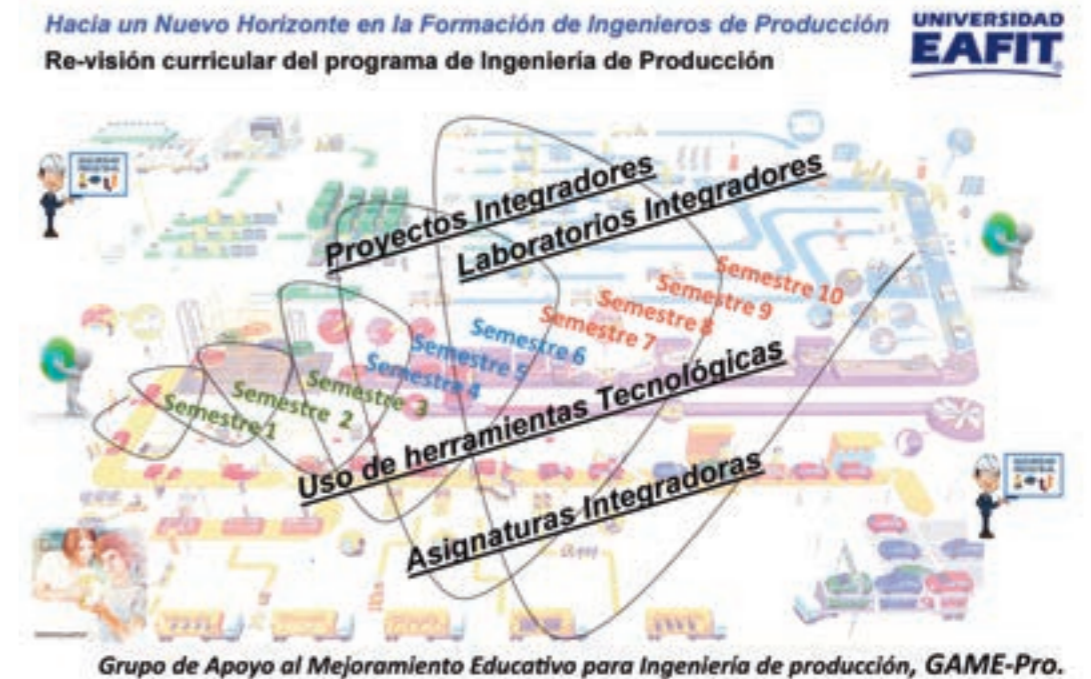 Hacia un Nuevo Horizonte en la Formación de Ingenieros de Producción
UNIVERSIDAD
EAFIT
Re-visión curricular del programa de Ingeniería de Producción
Proyectos Integradores
Laboratorios Integradores
Semestre 10
Semestre 9
Semestre 8
Semestre 7
Semestre 6
Semestre 5
Semestre 4
Semestre 3
Semestre 2
Semestre 1
Uso de herramientas Tecnológicas
Asignaturas Integradoras
Grupo de Apoyo al Mejoramiento Educativo para Ingeniería de producción, GAME-Pro.